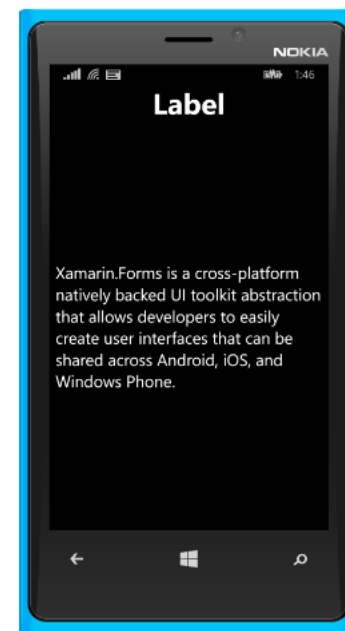 NOKIA
1:46
Label
Xamarin.Forms is a cross-platform
natively backed UI toolkit abstraction
that allows developers to easily
create user interfaces that can be
shared across Android, iOS, and
Windows Phone.